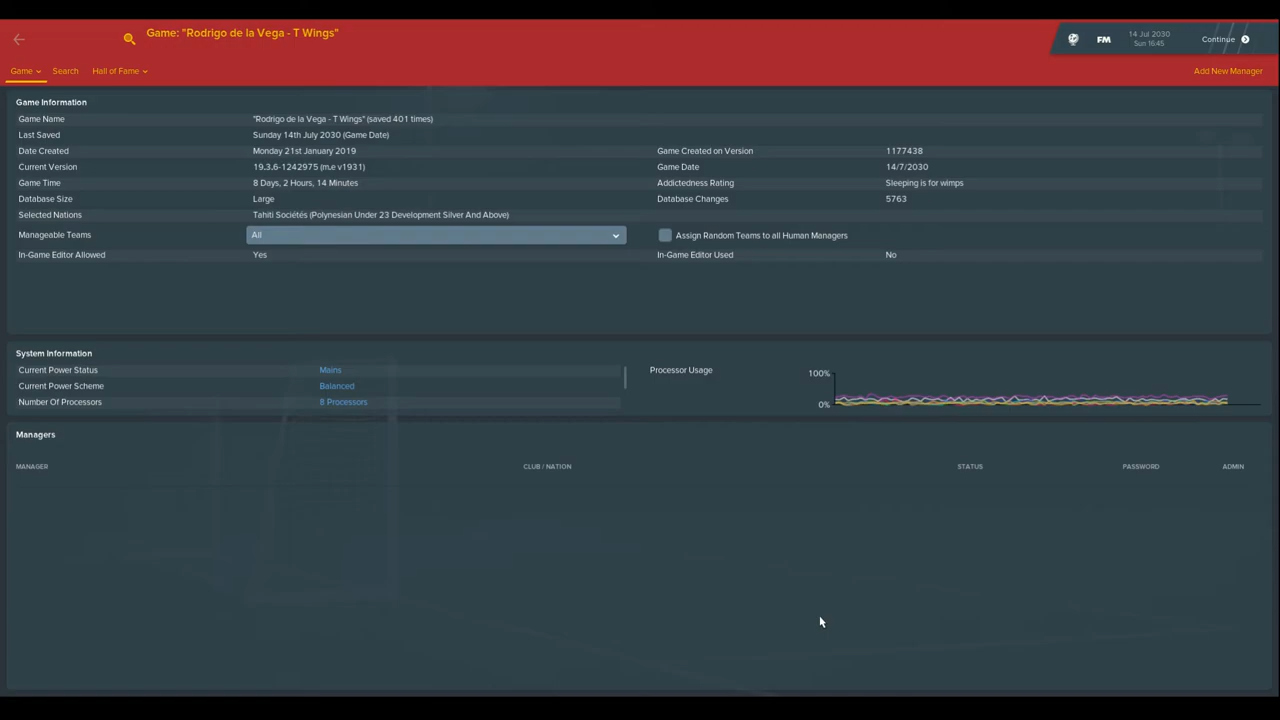 Game: "Rodrigo de la Vega - T Wings"
FM
14 Jul 2030
Sun 16:45
Continue
Game
Search
Hall of Fame
Add New Manager
Game Information
Game Name "Rodrigo de la Vega - T Wings" (saved 401 times)
Last Saved Sunday 14th July 2030 (Game Date)
Date Created Monday 21st January 2019 Game Created on Version 1177438
Current Version 19.3.6-1242975 (m.e v1931) Game Date 14/7/2030
Game Time 8 Days, 2 Hours, 14 Minutes Addictedness Rating Sleeping is for wimps
Database Size Large Database Changes 5763
Selected Nations Tahiti Sociétés (Polynesian Under 23 Development Silver And Above)
Manageable Teams All Assign Random Teams to all Human Managers
In-Game Editor Allowed Yes In-Game Editor Used No
System Information
Current Power Status Mains Processor Usage 100%
Current Power Scheme Balanced
Number Of Processors 8 Processors 0%
Managers
MANAGER CLUB / NATION STATUS PASSWORD ADMIN